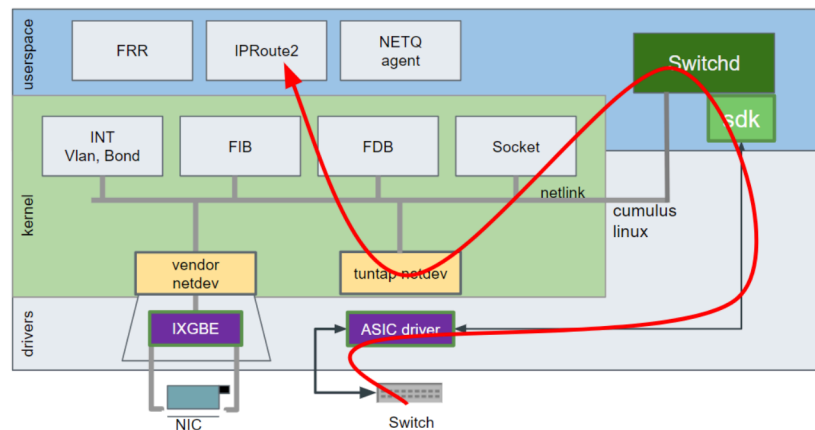 userspace
FRR
IPRoute2
NETQ
agent
Switchd
sdk
kernel
INT
Vlan, Bond
FIB
FDB
Socket
netlink
cumulus
linux
vendor
netdev
tuntap netdev
drivers
IXGBE
ASIC driver
NIC
Switch